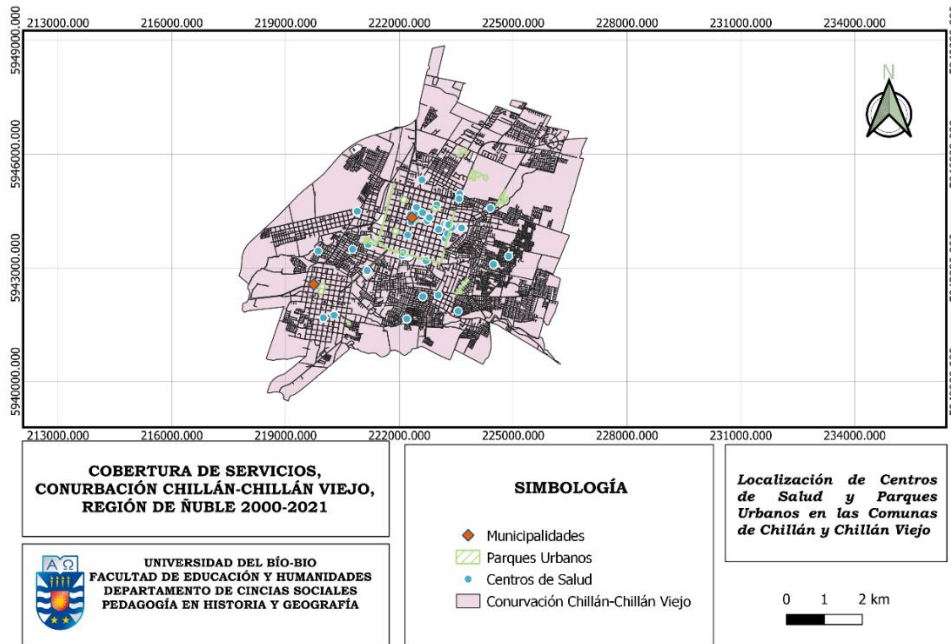 213000.000 216000.000 219000.000 222000.000 225000.000 228000.000 231000.000 234000.000
5949000.000
5946000.000
5943000.000
5940000.000
N
213000.000 216000.000 219000.000 222000.000 225000.000 228000.000 231000.000 234000.000
COBERTURA DE SERVICIOS,
CONURBACIÓN CHILLÁN-CHILLÁN VIEJO,
REGIÓN DE ÑUBLE 2000-2021
UNIVERSIDAD DEL BÍO-BIO
FACULTAD DE EDUCACIÓN Y HUMANIDADES
DEPARTAMENTO DE CINCIAS SOCIALES
PEDAGOGÍA EN HISTORIA Y GEOGRAFÍA
SIMBOLOGÍA
Municipalidades
Parques Urbanos
Centros de Salud
Conurvación Chillán-Chillán Viejo
Localización de Centros
de Salud y Parques
Urbanos en las Comunas
de Chillán y Chillán Viejo
0 1 2 km